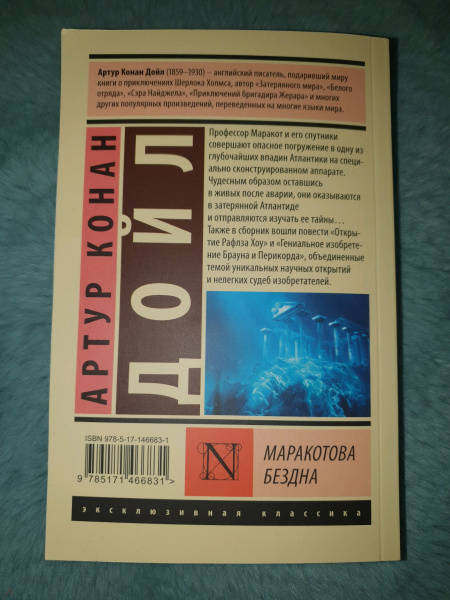 Артур Конан Дойл (1859–1930) – английский писатель, подаривший миру
книги о приключениях Шерлока Холмса, автор «Затерянного мира», «Белого
отряда», «Сэра Найджела», «Приключений бригадира Жерара» и многих
других популярных произведений, переведенных на многие языки мира.
АРТУР КОНАН
ДОЙЛ
Профессор Маракот и его спутники
совершают опасное погружение в одну из
глубочайших впадин Атлантики на специ-
ально сконструированном аппарате.
Чудесным образом оставшись
в живых после аварии, они оказываются
в затерянной Атлантиде
и отправляются изучать ее тайны…
Также в сборник вошли повести «Откры-
тие Рафлза Хоу» и «Гениальное изобрете-
ние Брауна и Перикорда», объединенные
темой уникальных научных открытий
и нелегких судеб изобретателей.
ISBN 978-5-17-146683-1
9 785171 466831 >
N
МАРАКОТОВА
БЕЗДНА
эксклюзивная классика